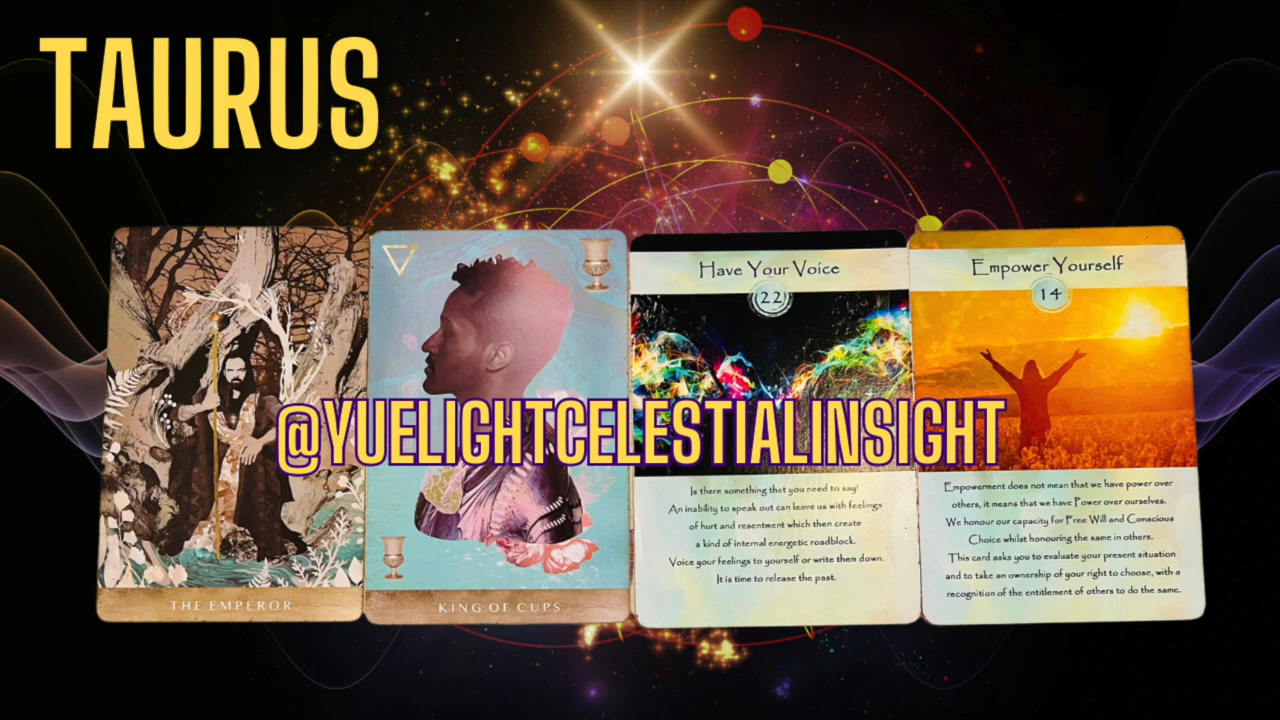 TAURUS
Have Your Voice
22
Empower Yourself
14
@YUELIGHTCELESTIALINSIGHT
Is there something that you need to say?
An inability to speak out can leave us with feelings
of hurt and resentment which then create
a kind of internal energetic roadblock.
Voice your feelings to yourself or write them down.
It is time to release the past.
Empowerment does not mean that we have power over
others, it means that we have Power over ourselves.
We honour our capacity for Free Will and Conscious
Choice whilst honouring the same in others.
This card asks you to evaluate your present situation
and to take an ownership of your right to choose, with a
recognition of the entitlement of others to do the same.
THE EMPEROR
KING OF CUPS